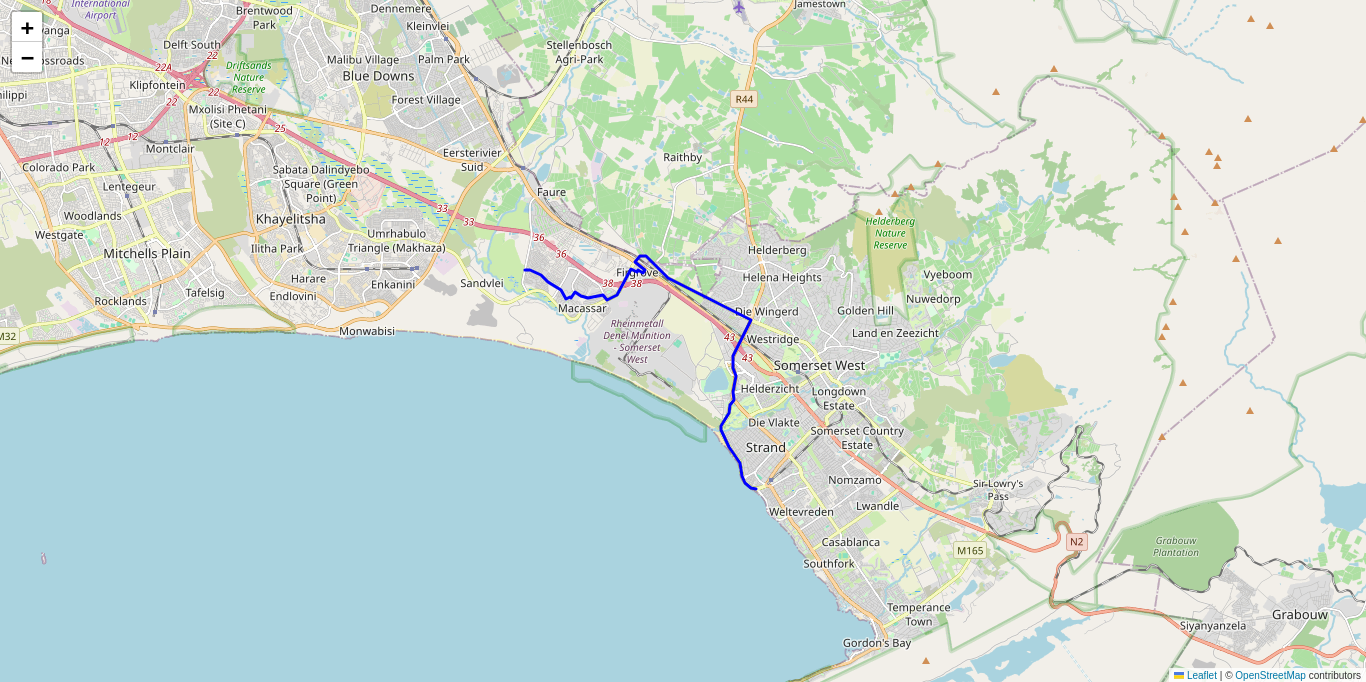 International
Airport
Brentwood
Park
Dennemere
Kleinvlei
Jamestown
+
−
Delft South
22
Malibu Village
Palm Park
Stellenbosch
Agri-Park
22A
Driftsands
Nature
Reserve
Blue Downs
Klipfontein
22
22
Forest Village
R44
Mxolisi Phetani
(Site C)
25
12
12
Montclair
Eersterivier
Suid
Raithby
Colorado Park
Sabata Dalindyebo
Square (Green
Point)
Lentegeur
Faure
Woodlands
Khayelitsha
33
33
Helderberg
Nature
Reserve
Westgate
Umrhabulo
Triangle (Makhaza)
36
36
Mitchells Plain
Ilitha Park
Helderberg
Harare
Enkanini
Sandvlei
Firgrove
38
38
Helena Heights
Vyeboom
Tafelsig
Endlovini
Rocklands
Macassar
Die Wingerd
Golden Hill
Nuwedorp
M32
Monwabisi
Rheinmetall
Denel Munition
- Somerset
West
43
43
Westridge
Land en Zeezicht
Somerset West
Helderzicht
Longdown
Estate
Die Vlakte
Somerset Country
Estate
Strand
Nomzamo
Sir Lowry's
Pass
Weltevreden
Lwandle
Casablanca
M165
N2
Grabouw
Plantation
Southfork
Temperance
Town
Siyanyanzela
Grabouw
Gordon's Bay
Leaflet | © OpenStreetMap contributors